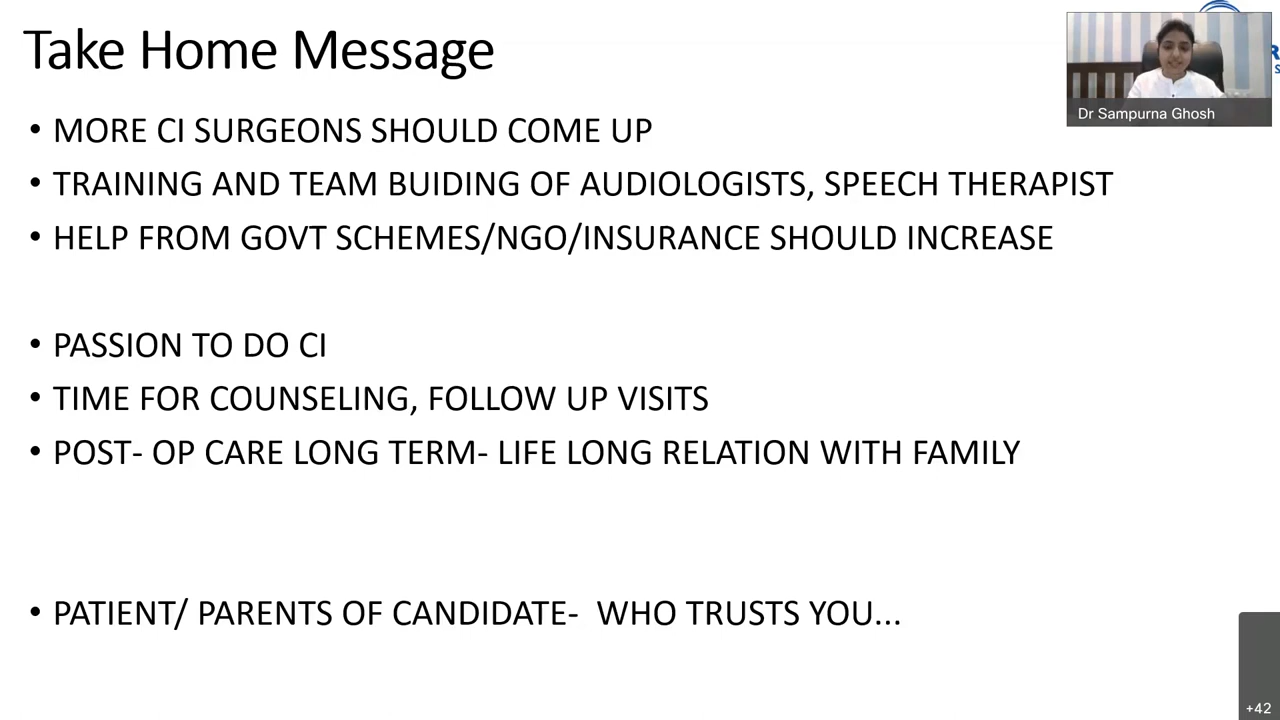 Take Home Message
Dr Sampurna Ghosh
• MORE CI SURGEONS SHOULD COME UP
• TRAINING AND TEAM BUIDING OF AUDIOLOGISTS, SPEECH THERAPIST
• HELP FROM GOVT SCHEMES/NGO/INSURANCE SHOULD INCREASE
• PASSION TO DO CI
• TIME FOR COUNSELING, FOLLOW UP VISITS
• POST- OP CARE LONG TERM- LIFE LONG RELATION WITH FAMILY
• PATIENT/ PARENTS OF CANDIDATE-  WHO TRUSTS YOU...
+42